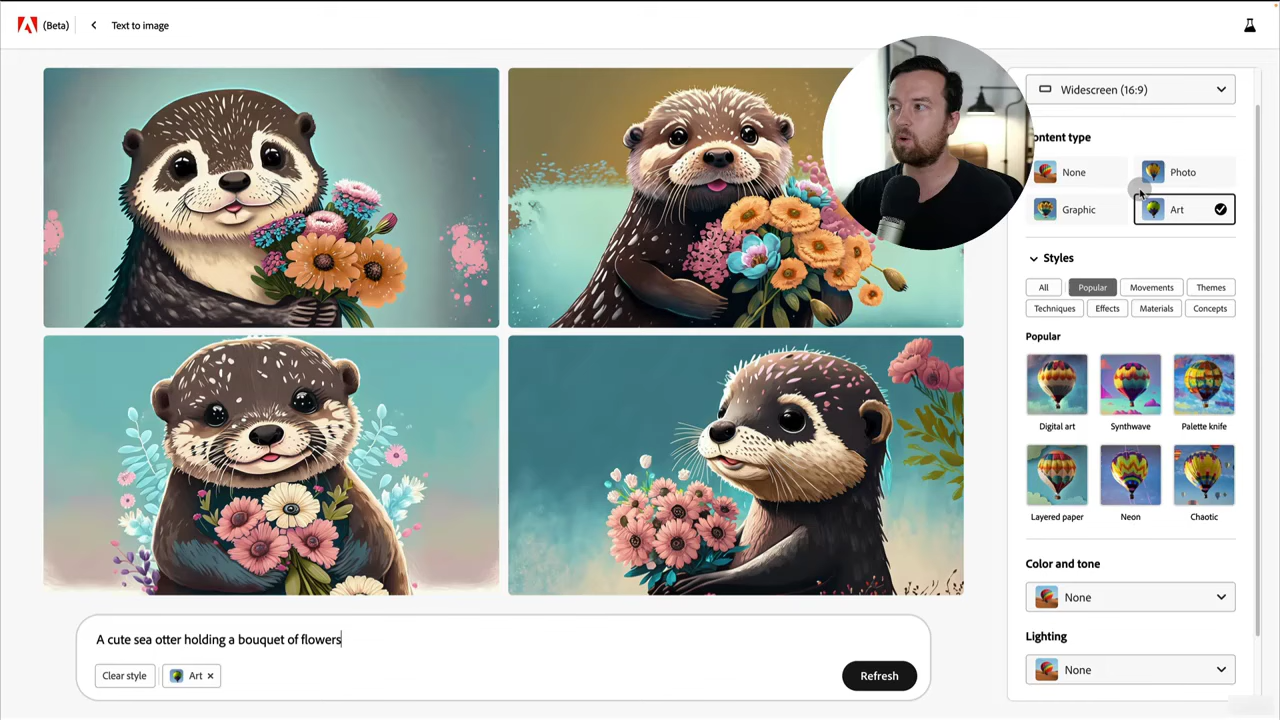 (Beta)
Text to image
Widescreen (16:9)
ontent type
None
Photo
Graphic
Art
Styles
All
Popular
Movements
Themes
Techniques
Effects
Materials
Concepts
Popular
Digital art
Synthwave
Palette knife
Layered paper
Neon
Chaotic
Color and tone
None
Lighting
None
A cute sea otter holding a bouquet of flowers
Clear style
Art ×
Refresh